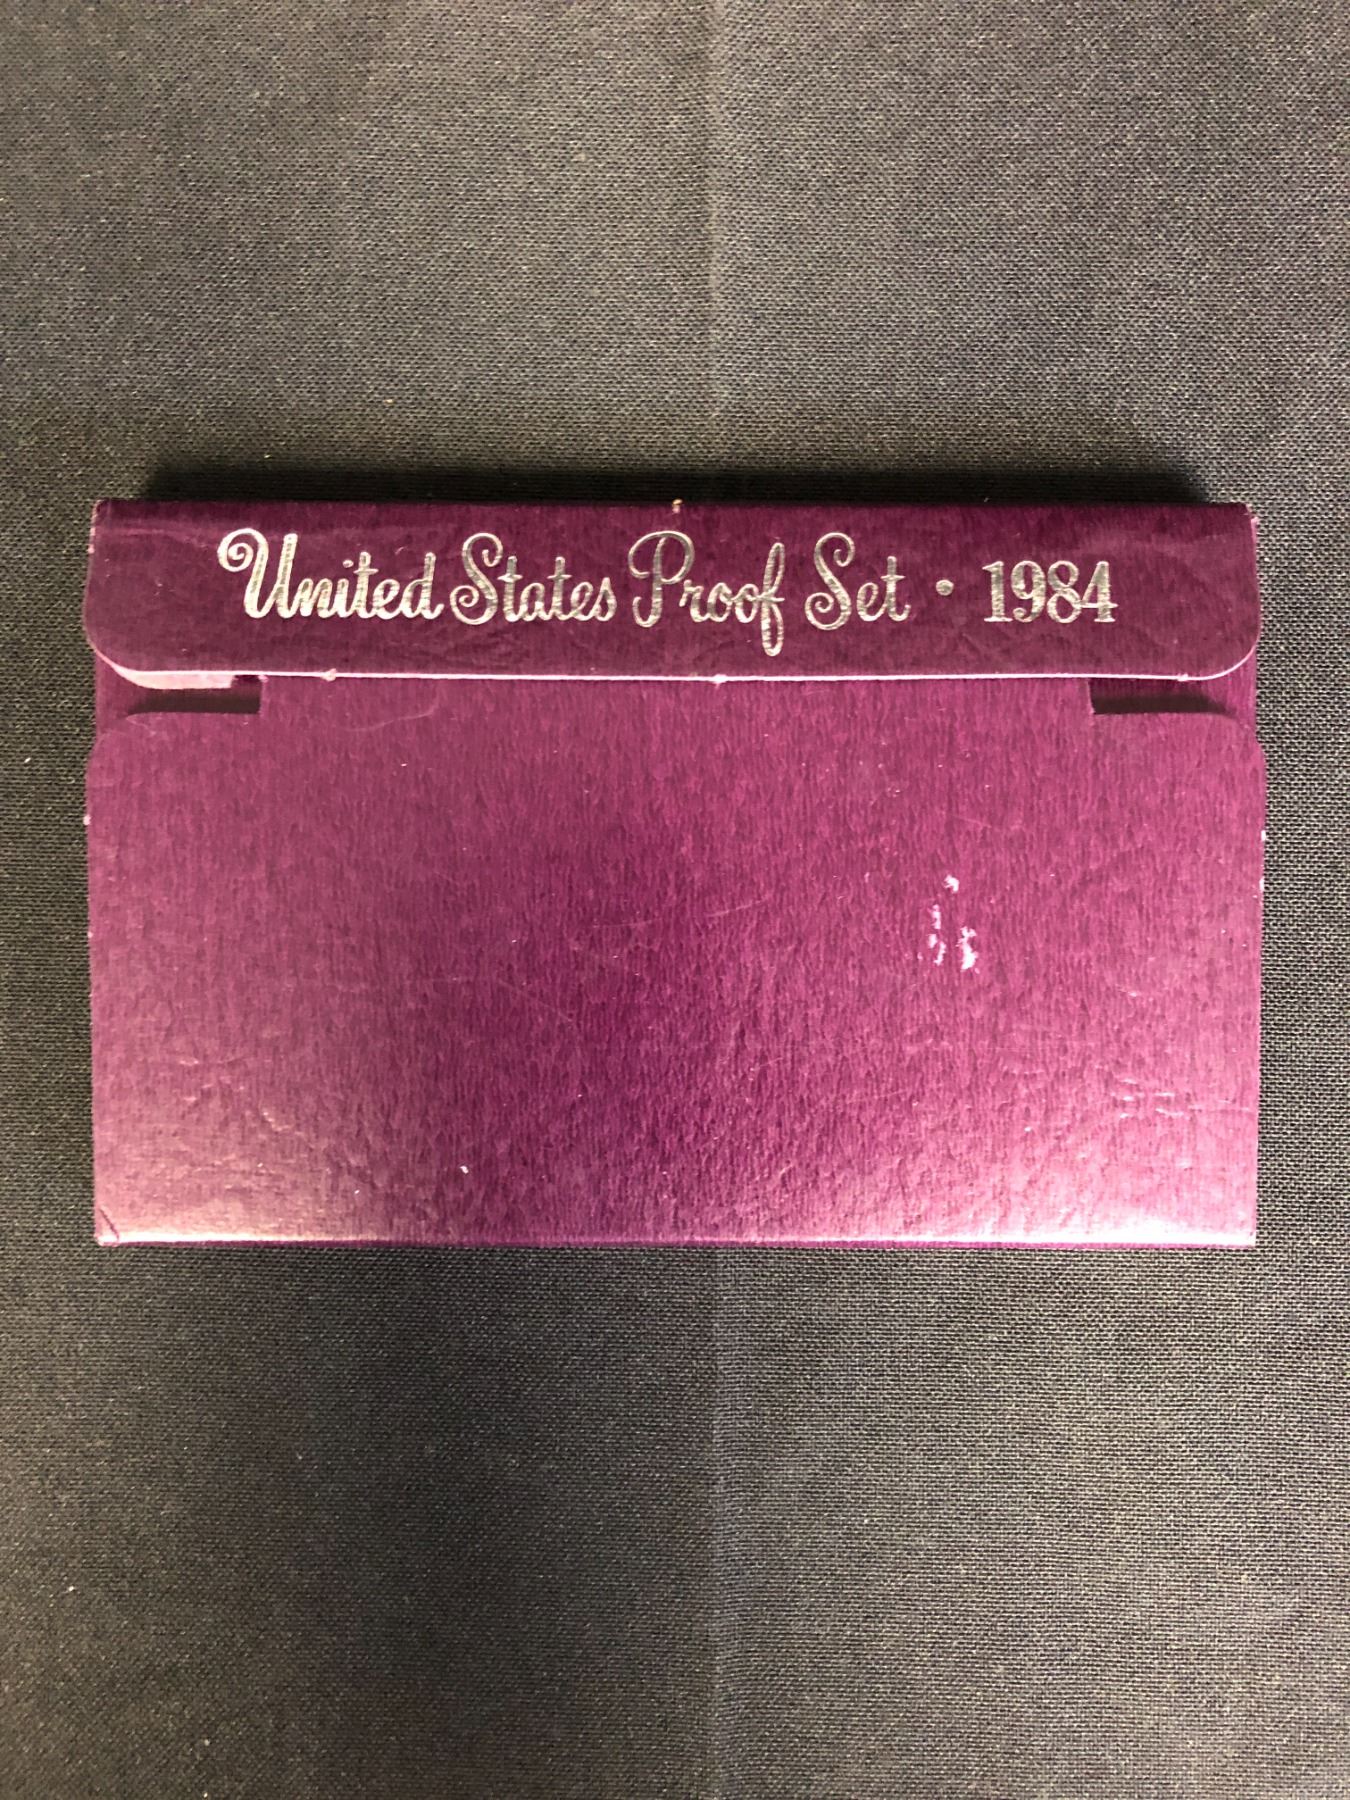 United States Proof Set • 1984